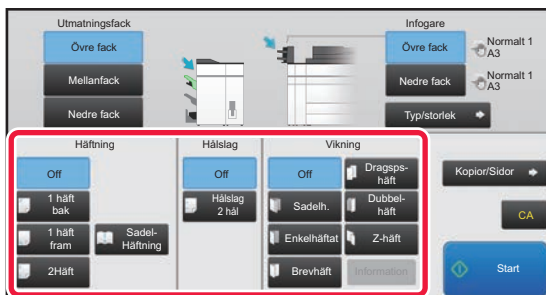 Utmatningsfack
Infogare
Övre fack
Mellanfack
Nedre fack
Övre fack
Normalt 1
A3
Nedre fack
Normalt 1
A3
Typ/storlek
Häftning
Off
1 häft
bak
1 häft
fram
2Häft
Sadel-
Häftning
Hålslag
Off
Hålslag
2 hål
Vikning
Off
Sadelh.
Enkelhäftat
Brevhäft
Dragsps-
häft
Dubbel-
häft
Z-häft
Information
Kopior/Sidor
CA
Start